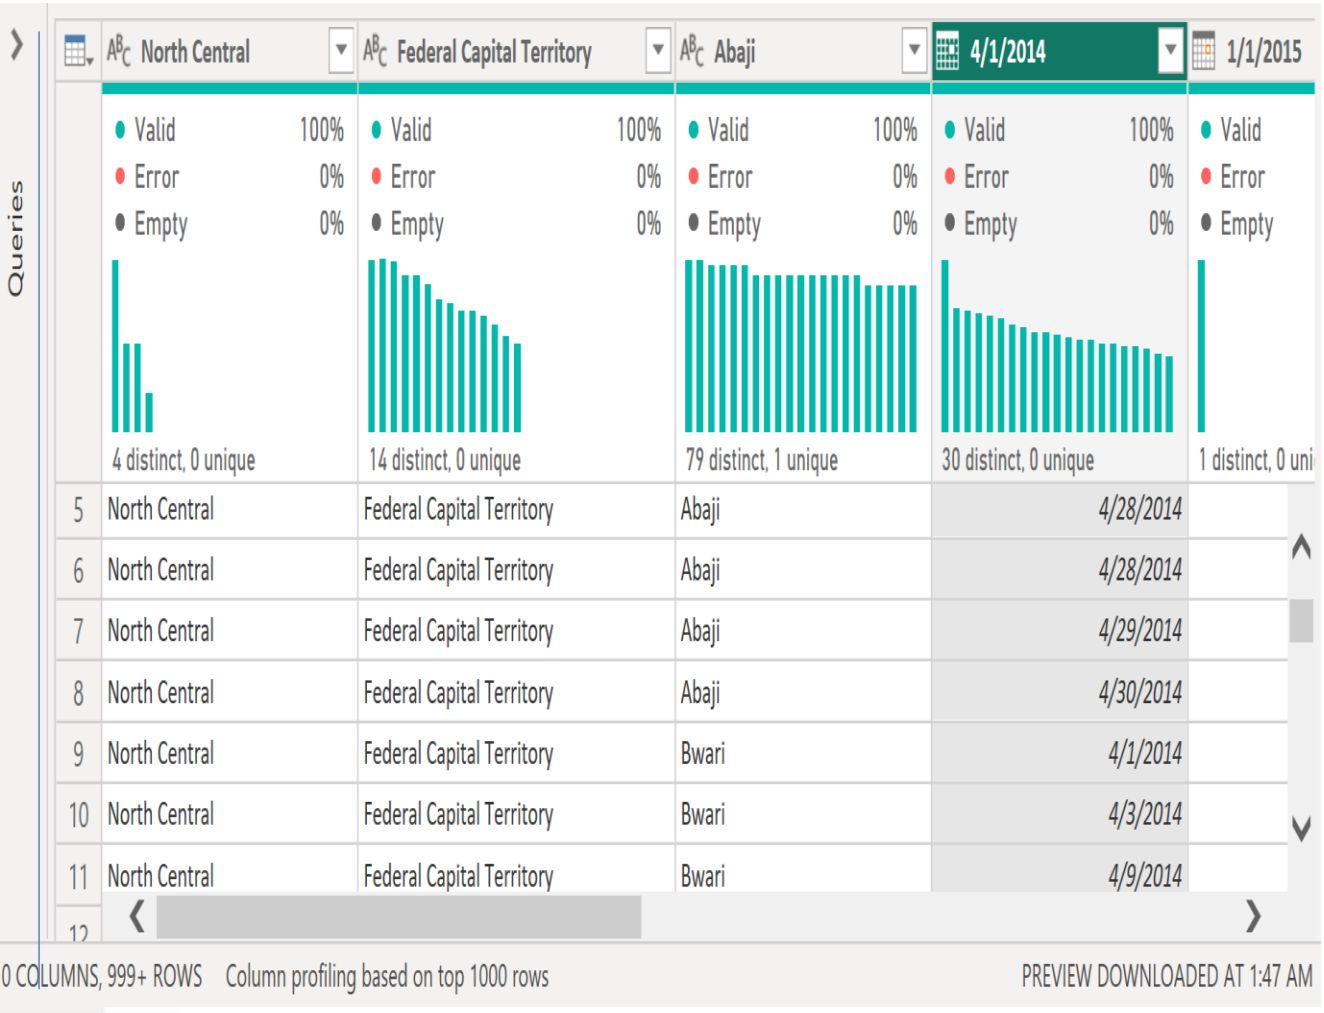 Queries
ABC North Central ABC Federal Capital Territory ABC Abaji 4/1/2014 1/1/2015
Valid 100% Valid 100% Valid 100% Valid 100% Valid
Error 0% Error 0% Error 0% Error 0% Error
Empty 0% Empty 0% Empty 0% Empty 0% Empty
4 distinct, 0 unique 14 distinct, 0 unique 79 distinct, 1 unique 30 distinct, 0 unique 1 distinct, 0 uni
5 North Central Federal Capital Territory Abaji 4/28/2014
6 North Central Federal Capital Territory Abaji 4/28/2014
7 North Central Federal Capital Territory Abaji 4/29/2014
8 North Central Federal Capital Territory Abaji 4/30/2014
9 North Central Federal Capital Territory Bwari 4/1/2014
10 North Central Federal Capital Territory Bwari 4/3/2014
11 North Central Federal Capital Territory Bwari 4/9/2014
12
0 COLUMNS, 999+ ROWS Column profiling based on top 1000 rows PREVIEW DOWNLOADED AT 1:47 AM